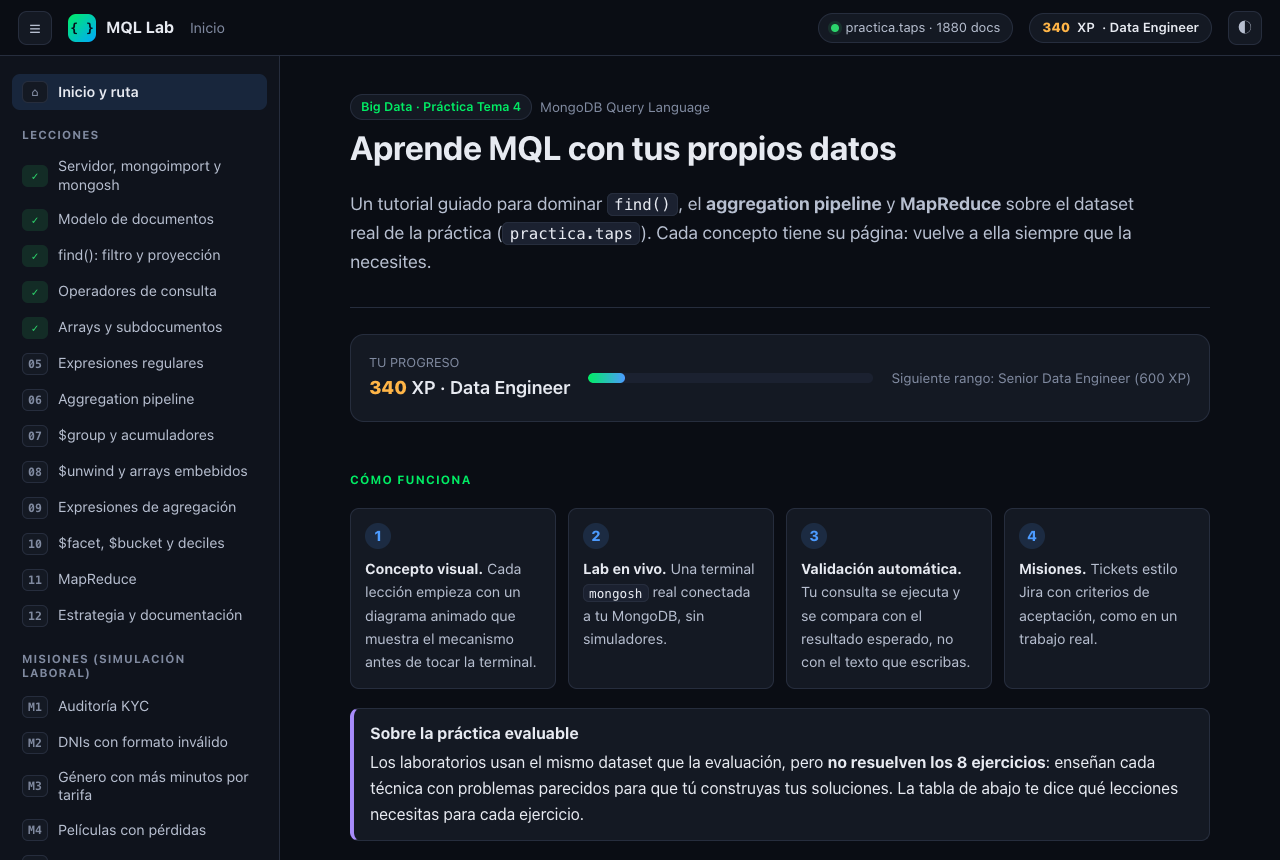 ≡
{ } MQL Lab Inicio
practica.taps · 1880 docs
340 XP · Data Engineer
Inicio y ruta
LECCIONES
✓ Servidor, mongoimport y
mongosh
✓ Modelo de documentos
✓ find(): filtro y proyección
✓ Operadores de consulta
✓ Arrays y subdocumentos
05 Expresiones regulares
06 Aggregation pipeline
07 $group y acumuladores
08 $unwind y arrays embebidos
09 Expresiones de agregación
10 $facet, $bucket y deciles
11 MapReduce
12 Estrategia y documentación
MISIONES (SIMULACIÓN
LABORAL)
M1 Auditoría KYC
M2 DNIs con formato inválido
M3 Género con más minutos por
tarifa
M4 Películas con pérdidas
Big Data · Práctica Tema 4 MongoDB Query Language
Aprende MQL con tus propios datos
Un tutorial guiado para dominar find(), el aggregation pipeline y MapReduce sobre el dataset
real de la práctica (practica.taps). Cada concepto tiene su página: vuelve a ella siempre que la
necesites.
TU PROGRESO
340 XP · Data Engineer
Siguiente rango: Senior Data Engineer (600 XP)
CÓMO FUNCIONA
1
Concepto visual. Cada
lección empieza con un
diagrama animado que
muestra el mecanismo
antes de tocar la terminal.
2
Lab en vivo. Una terminal
mongosh real conectada
a tu MongoDB, sin
simuladores.
3
Validación automática.
Tu consulta se ejecuta y
se compara con el
resultado esperado, no
con el texto que escribas.
4
Misiones. Tickets estilo
Jira con criterios de
aceptación, como en un
trabajo real.
Sobre la práctica evaluable
Los laboratorios usan el mismo dataset que la evaluación, pero no resuelven los 8 ejercicios: enseñan cada
técnica con problemas parecidos para que tú construyas tus soluciones. La tabla de abajo te dice qué lecciones
necesitas para cada ejercicio.